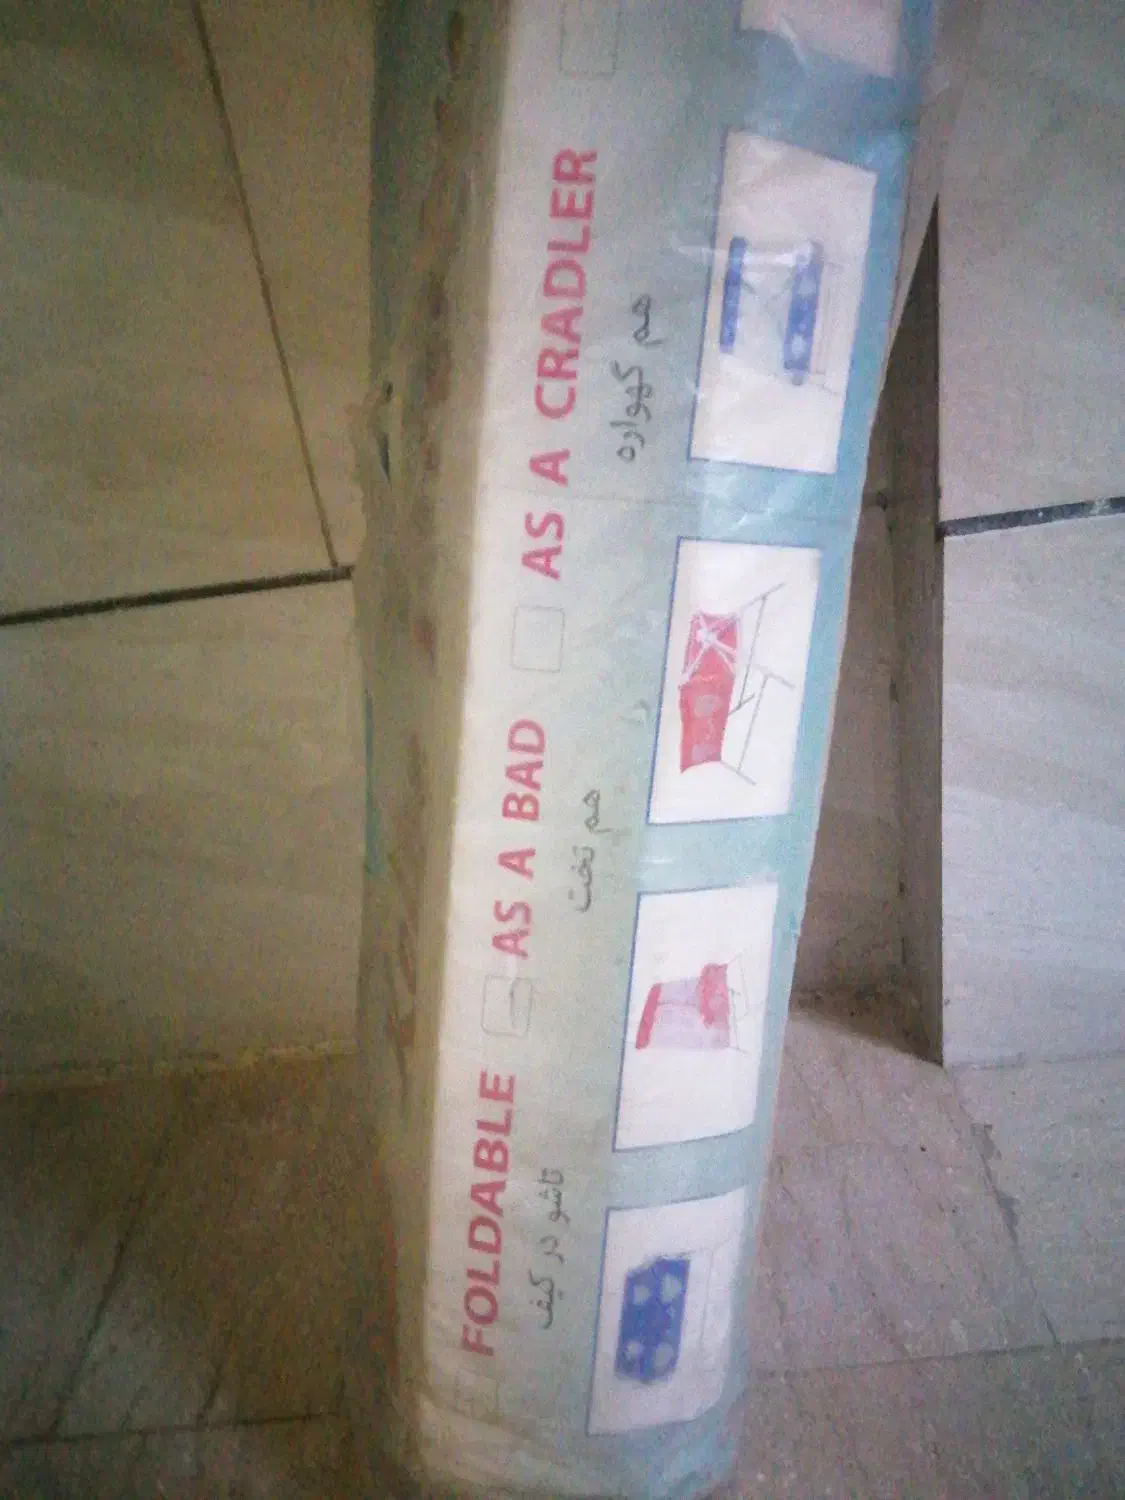 FOLDABLE AS A BAD AS A CRADLER
تاشو در کیف
هم تخت
هم گهواره